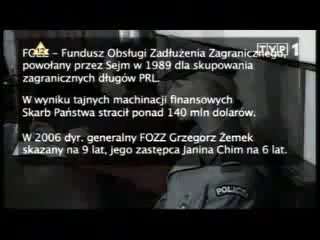 FOZZ – Fundusz Obsługi Zadłużenia Zagranicznego,
powołany przez Sejm w 1989 dla skupowania
zagranicznych długów PRL.
W wyniku tajnych machinacji finansowych
Skarb Państwa stracił ponad 140 mln dolarów.
W 2006 dyr. generalny FOZZ Grzegorz Żemek
skazany na 9 lat, jego zastępca Janina Chim na 6 lat.
TVP 1
POLICJA